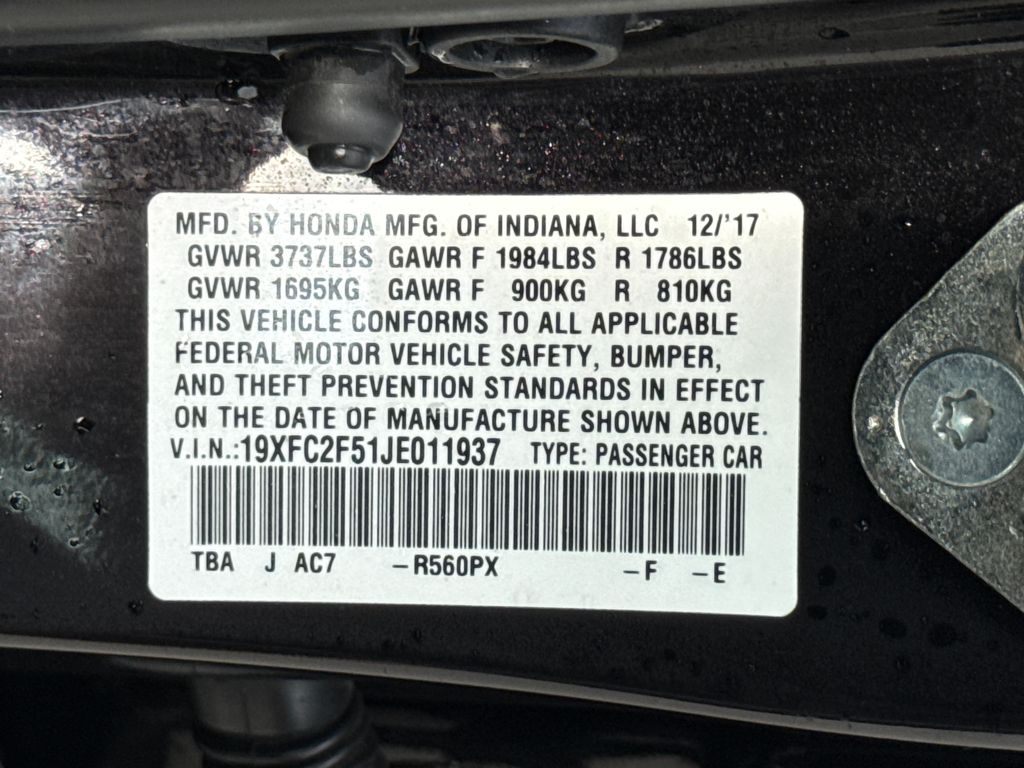 MFD. BY HONDA MFG. OF INDIANA, LLC 12/'17
GVWR 3737LBS GAWR F 1984LBS R 1786LBS
GVWR 1695KG GAWR F 900KG R 810KG
THIS VEHICLE CONFORMS TO ALL APPLICABLE
FEDERAL MOTOR VEHICLE SAFETY, BUMPER,
AND THEFT PREVENTION STANDARDS IN EFFECT
ON THE DATE OF MANUFACTURE SHOWN ABOVE.
V.I.N.:19XFC2F51JE011937 TYPE: PASSENGER CAR
TBA J AC7 –R560PX –F –E